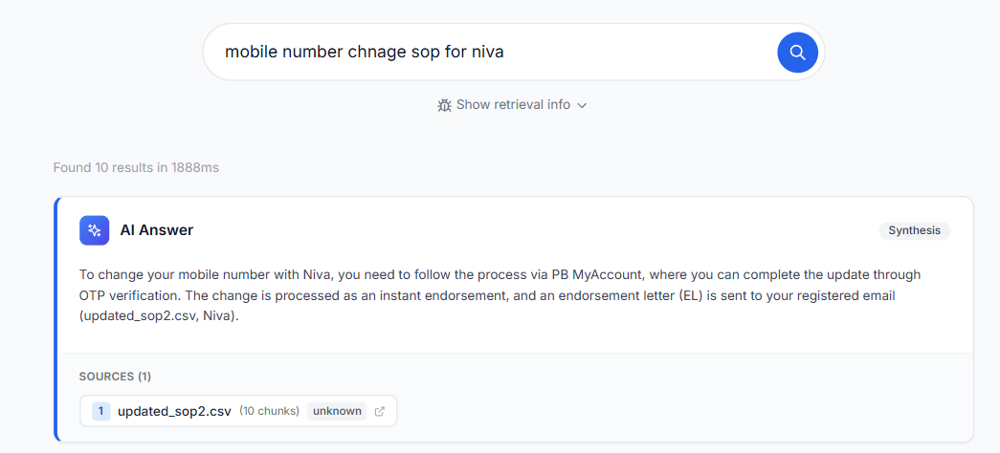 mobile number chnage sop for niva
Show retrieval info
Found 10 results in 1888ms
AI Answer
Synthesis
To change your mobile number with Niva, you need to follow the process via PB MyAccount, where you can complete the update through
OTP verification. The change is processed as an instant endorsement, and an endorsement letter (EL) is sent to your registered email
(updated_sop2.csv, Niva).
SOURCES (1)
1 updated_sop2.csv (10 chunks) unknown